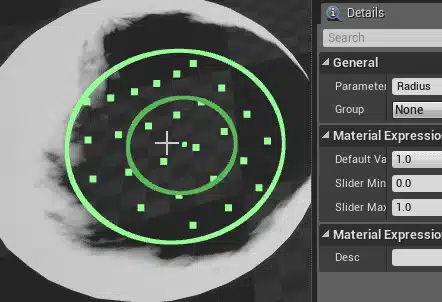 Details
Search
General
Parameter Radius
Group None
Material Expression
Default Va 1.0
Slider Min 0.0
Slider Max 1.0
Material Expression
Desc